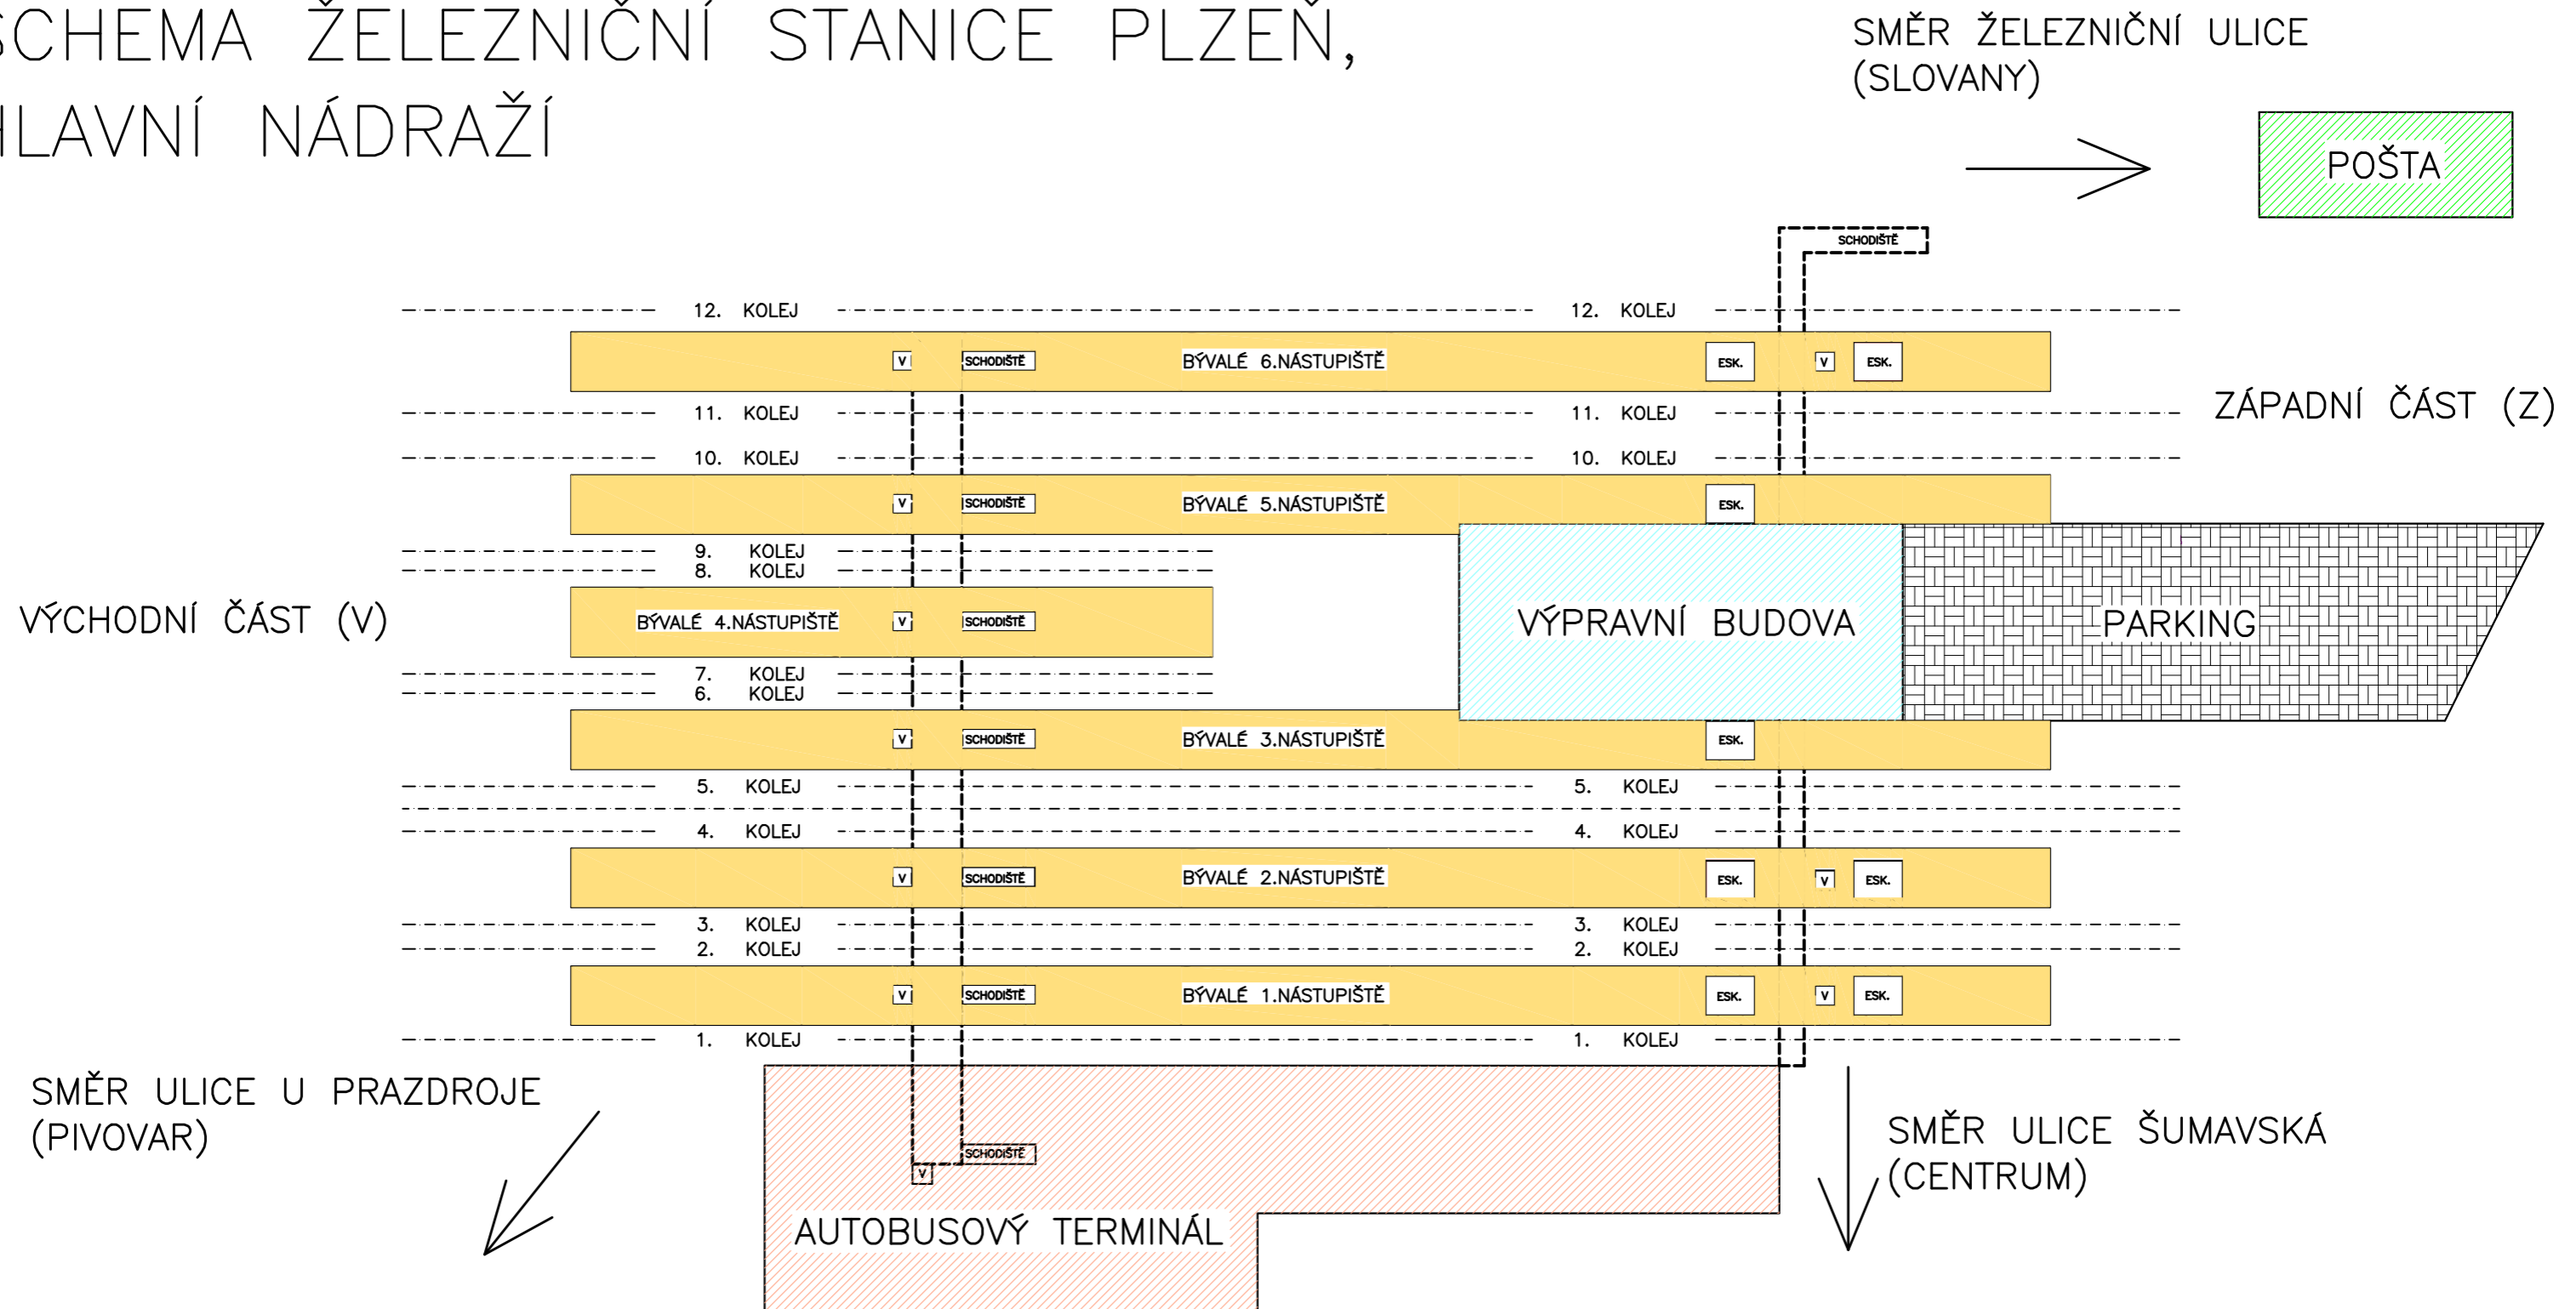 SCHEMA ŽELEZNIČNÍ STANICE PLZEŇ,
HLAVNÍ NÁDRAŽÍ
SMĚR ŽELEZNIČNÍ ULICE
(SLOVANY)
POŠTA
SCHODIŠTĚ
12. KOLEJ 12. KOLEJ
V SCHODIŠTĚ BÝVALÉ 6.NÁSTUPIŠTĚ ESK. V ESK.
ZÁPADNÍ ČÁST (Z)
11. KOLEJ 11. KOLEJ
10. KOLEJ 10. KOLEJ
V SCHODIŠTĚ BÝVALÉ 5.NÁSTUPIŠTĚ ESK.
9. KOLEJ
8. KOLEJ
VÝCHODNÍ ČÁST (V)
BÝVALÉ 4.NÁSTUPIŠTĚ V SCHODIŠTĚ
VÝPRAVNÍ BUDOVA
PARKING
7. KOLEJ
6. KOLEJ
V SCHODIŠTĚ BÝVALÉ 3.NÁSTUPIŠTĚ ESK.
5. KOLEJ 5. KOLEJ
4. KOLEJ 4. KOLEJ
V SCHODIŠTĚ BÝVALÉ 2.NÁSTUPIŠTĚ ESK. V ESK.
3. KOLEJ 3. KOLEJ
2. KOLEJ 2. KOLEJ
V SCHODIŠTĚ BÝVALÉ 1.NÁSTUPIŠTĚ ESK. V ESK.
1. KOLEJ 1. KOLEJ
SMĚR ULICE U PRAZDROJE
(PIVOVAR)
SMĚR ULICE ŠUMAVSKÁ
(CENTRUM)
SCHODIŠTĚ
V
AUTOBUSOVÝ TERMINÁL